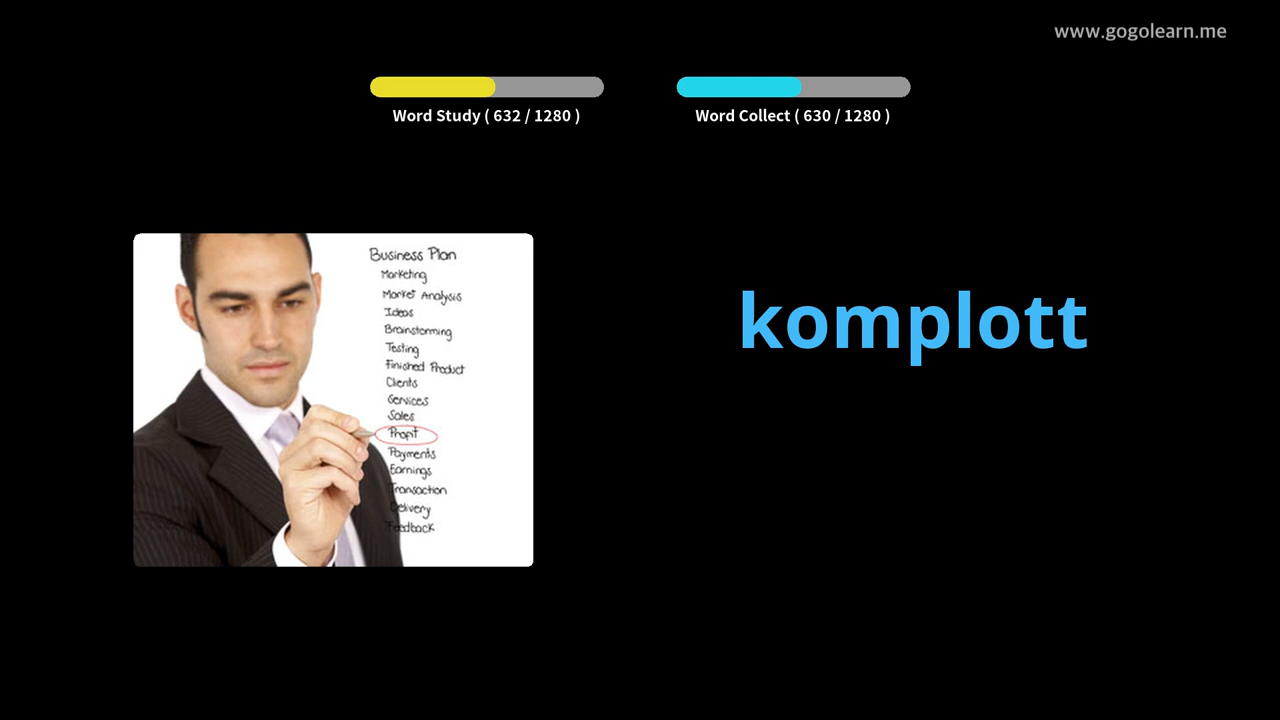 www.gogolearn.me
Word Study ( 632 / 1280 )
Word Collect ( 630 / 1280 )
Business Plan
Marketing
Market Analysis
Ideas
Brainstorming
Testing
Finished Product
Clients
Services
Sales
Profit
Payments
Earnings
Transaction
Delivery
Feedback
komplott